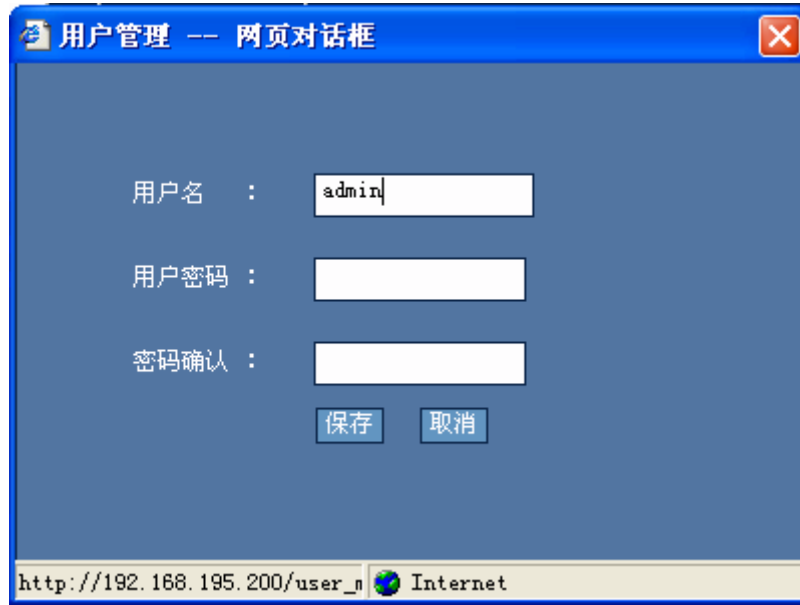 用户管理 -- 网页对话框
用户名 ： admin
用户密码 ：
密码确认 ：
保存 取消
http://192.168.195.200/user_ Internet